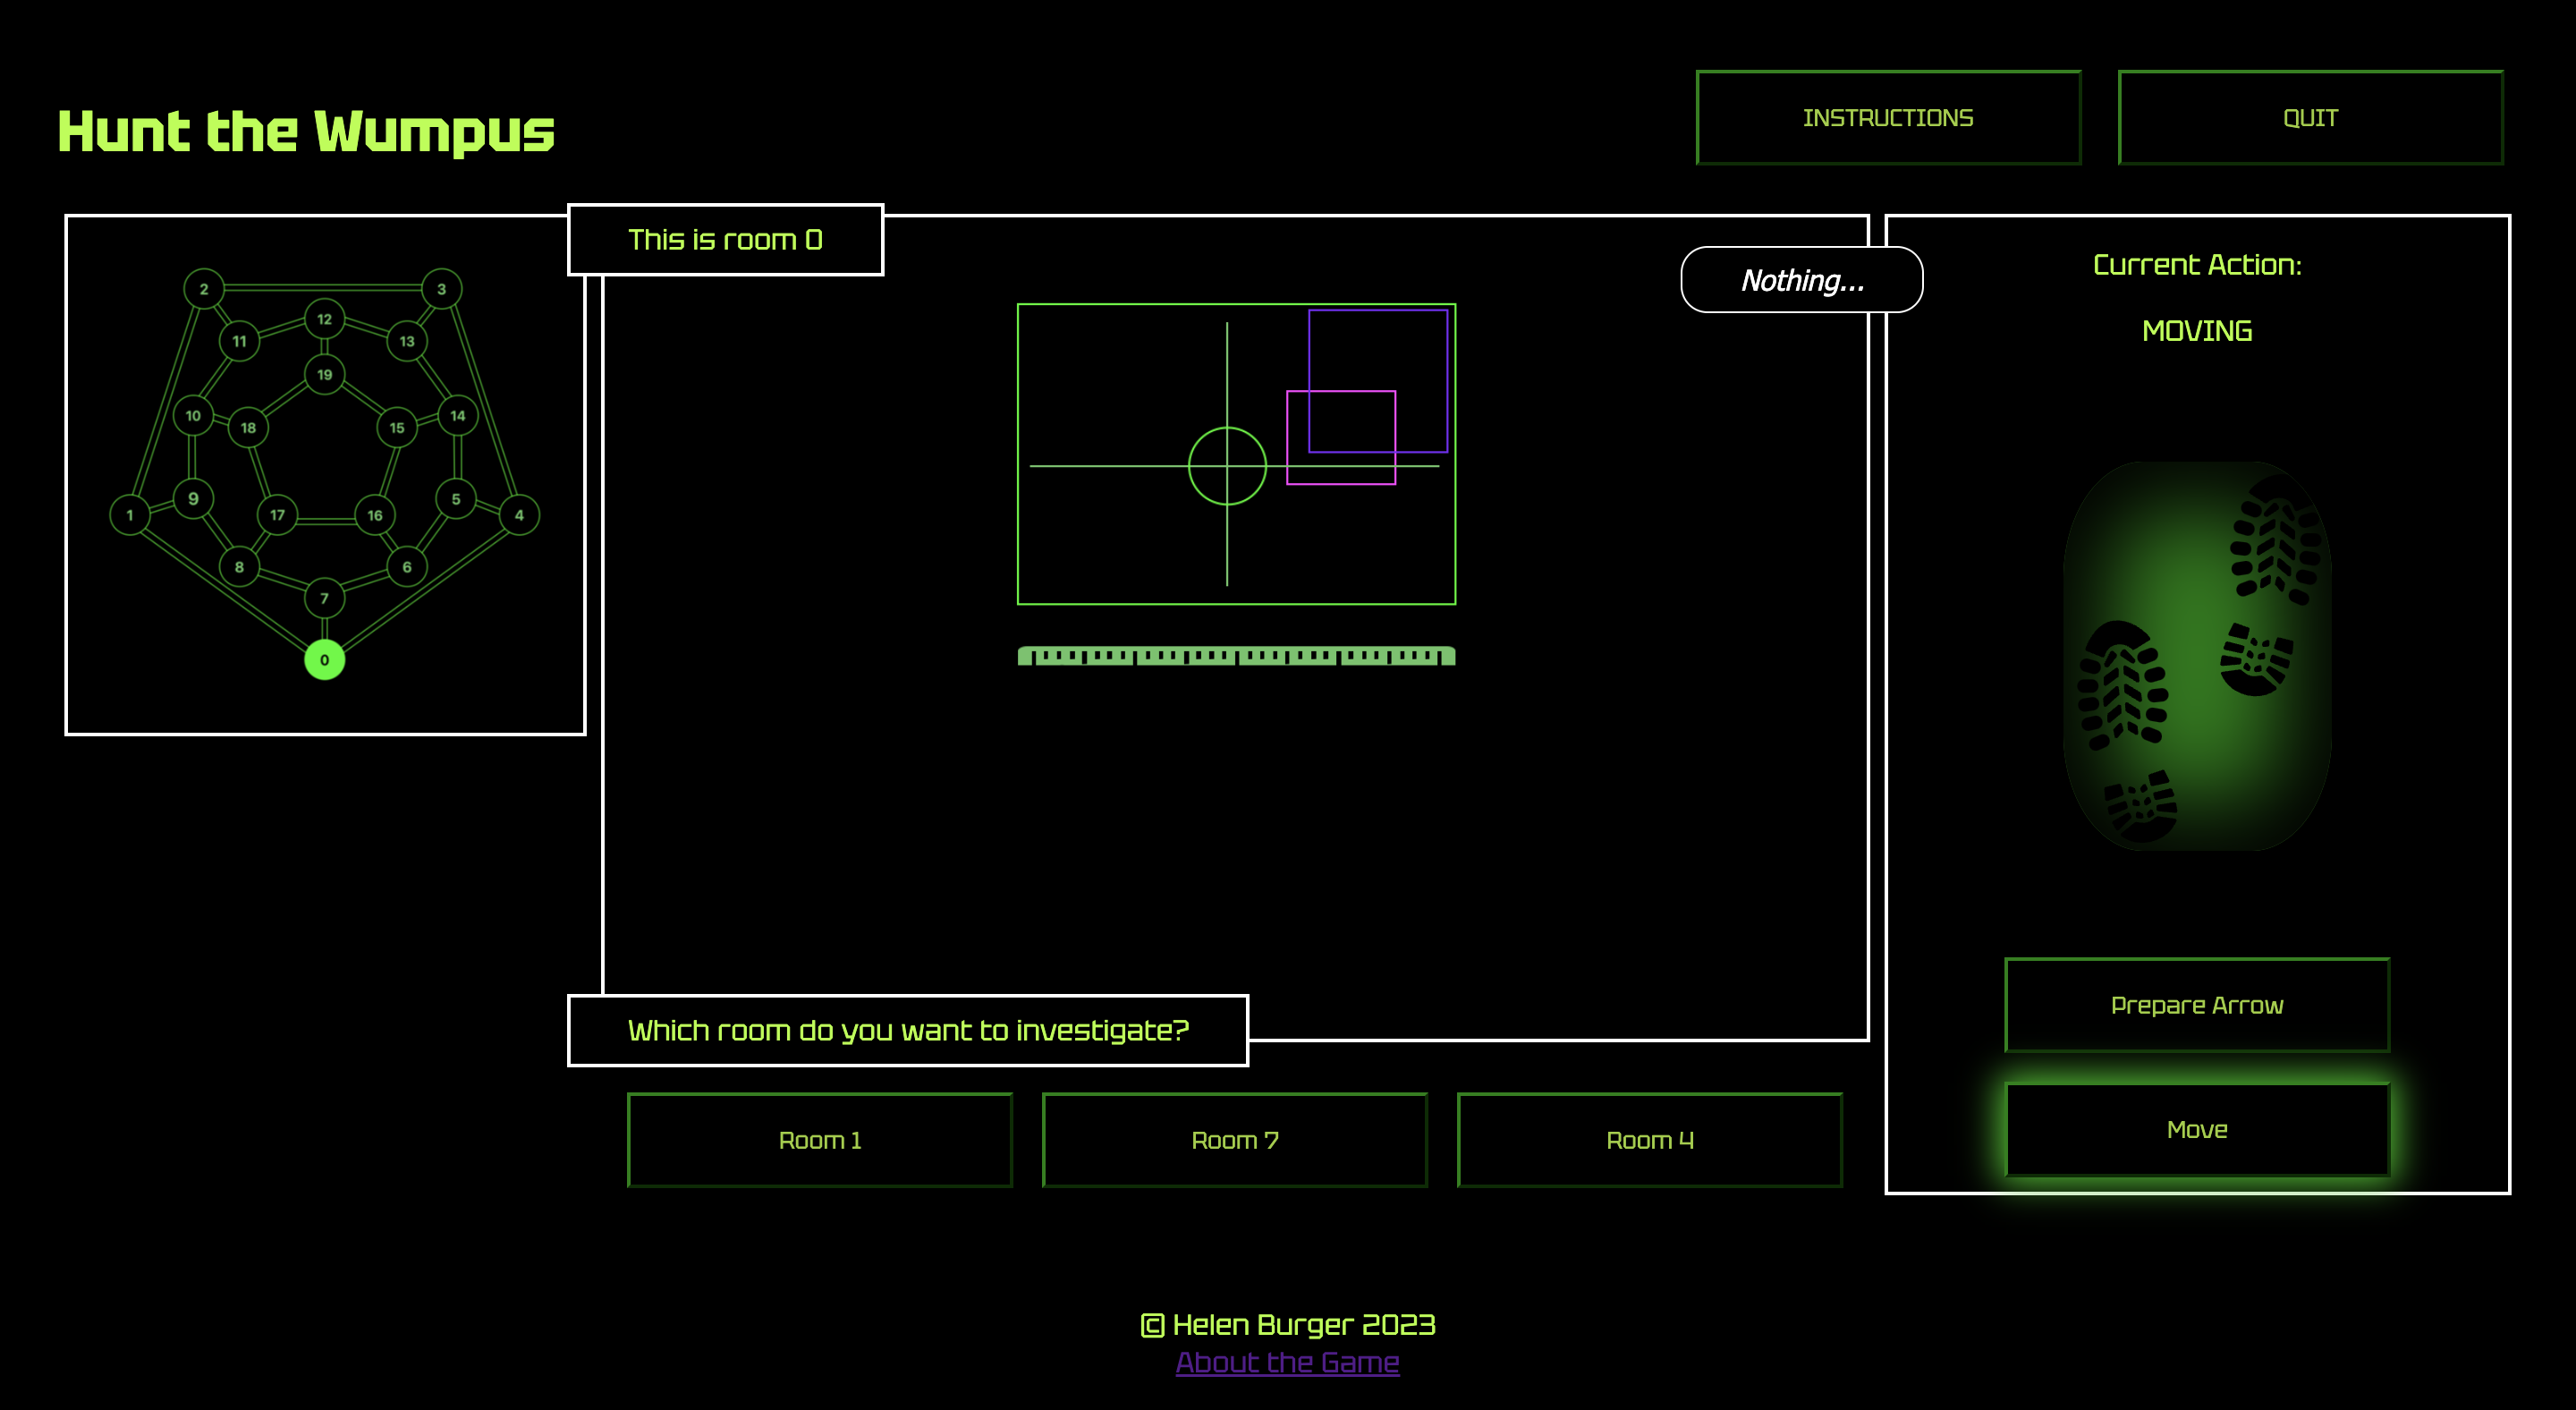 Hunt the Wumpus
INSTRUCTIONS
QUIT
This is room 0
Nothing...
Current Action:
MOVING
2
3
12
11
13
19
10
14
18
15
9
5
1
17
16
4
8
6
7
0
Prepare Arrow
Which room do you want to investigate?
Move
Room 1
Room 7
Room 4
© Helen Burger 2023
About the Game